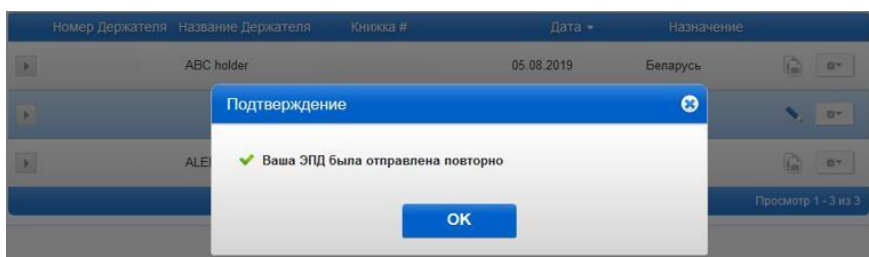 Номер Держателя Название Держателя Книжка # Дата Назначение
ABC holder 05.08.2019 Беларусь
Подтверждение
Ваша ЭПД была отправлена повторно
ALE
OK
Просмотр 1 - 3 из 3